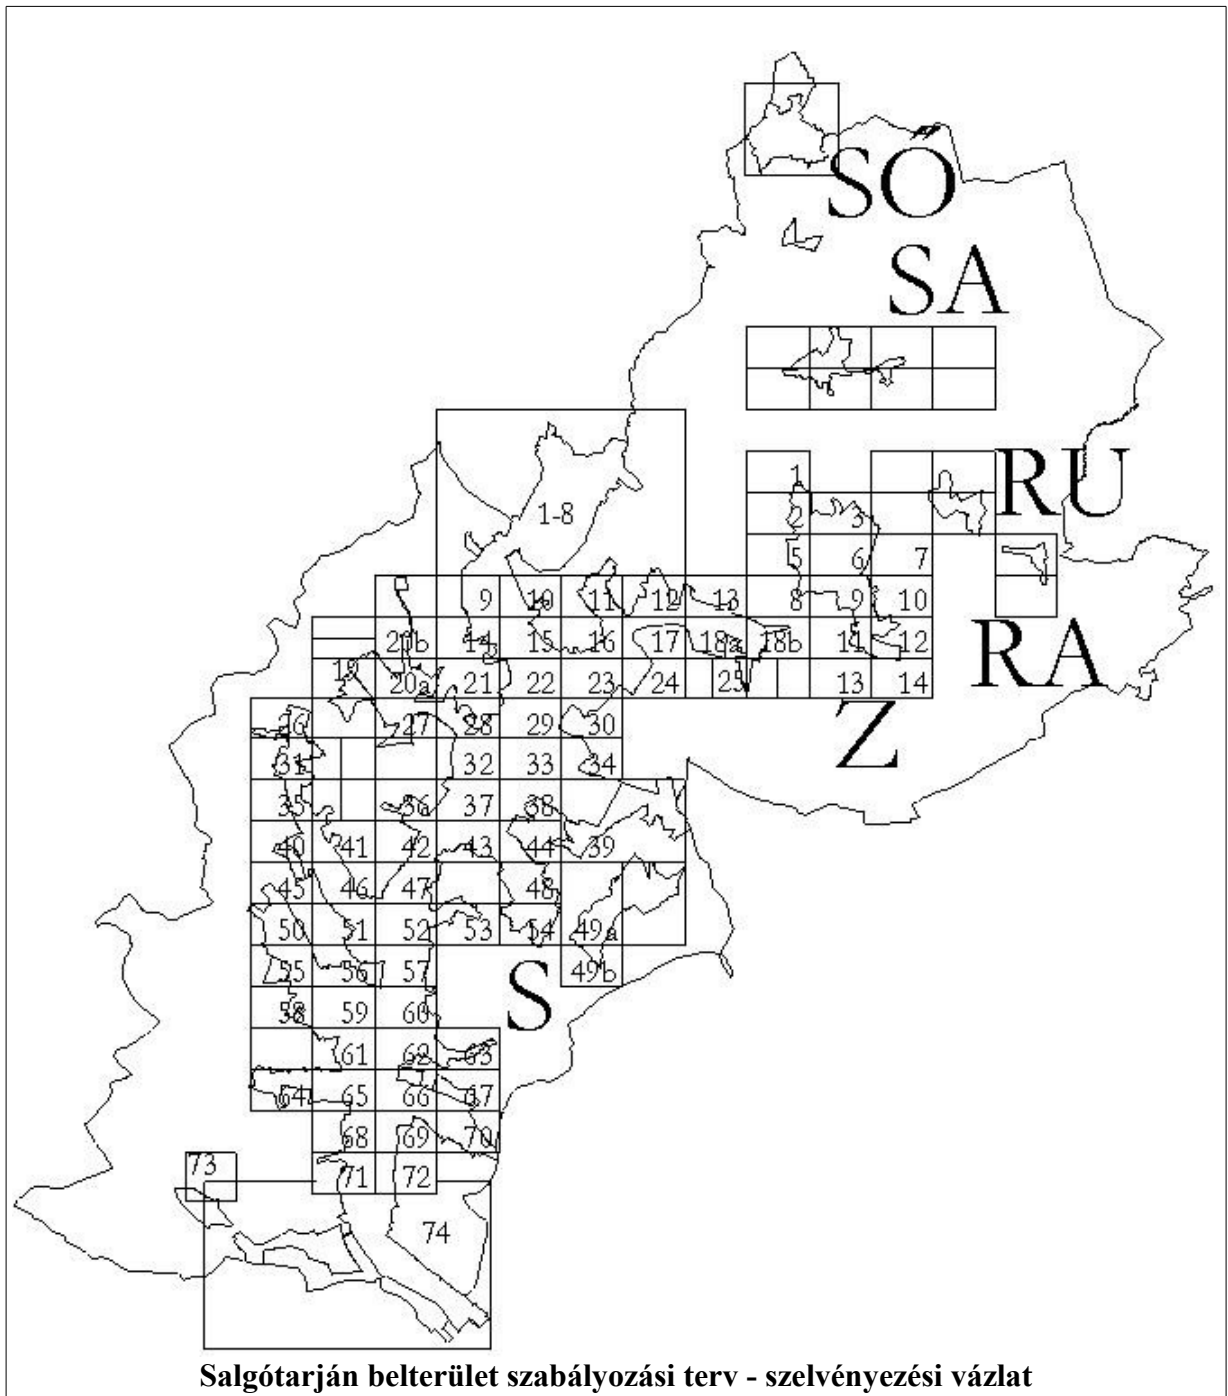 SO
SA
RU
1
1-8
2 3
5 6 7
9 10 11 12 13 8 9 10
20b 14 15 16 17 18a 18b 11 12
RA
19 20a 21 22 23 24 25 13 14
Z
26 27 28 29 30
31 32 33 34
35 36 37 38
40 41 42 43 44 39
45 46 47 48
50 51 52 53 54 49a
55 56 57 49b
S
58 59 60
61 62 63
64 65 66 67
68 69 70
73 71 72
74
Salgótarján belterület szabályozási terv - szelvényezési vázlat